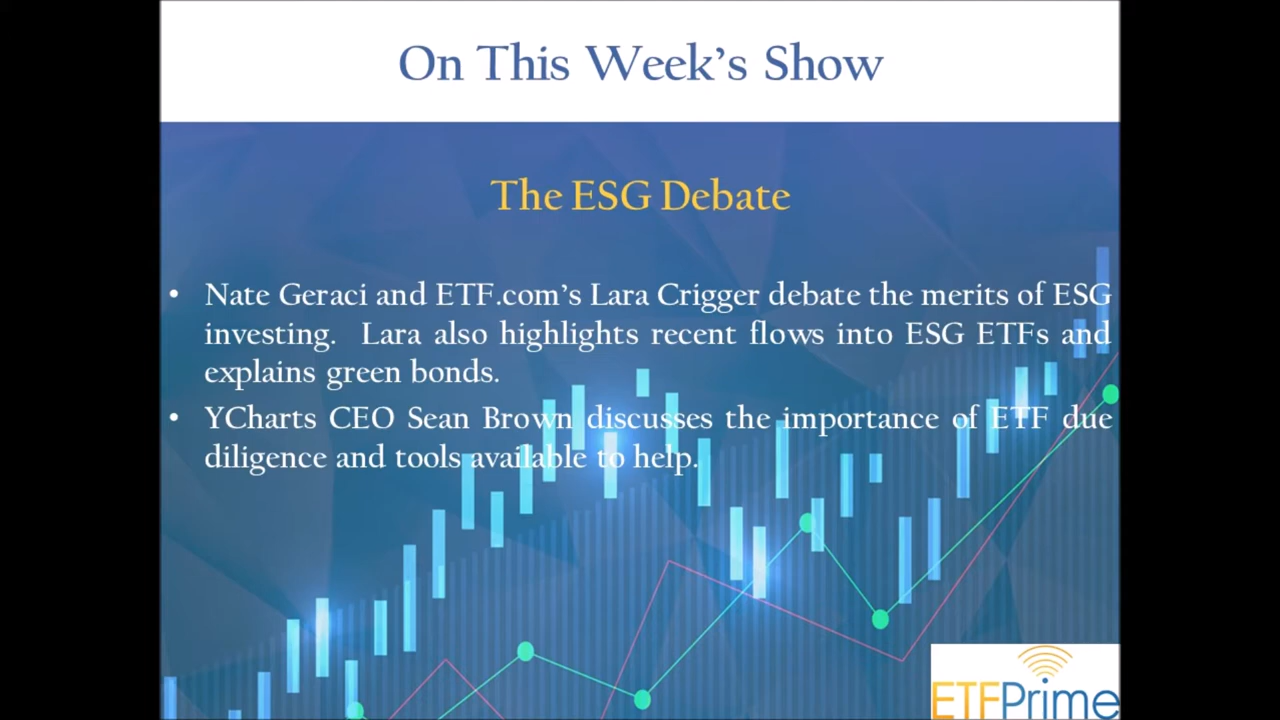 On This Week’s Show
The ESG Debate
• Nate Geraci and ETF.com’s Lara Crigger debate the merits of ESG
investing. Lara also highlights recent flows into ESG ETFs and
explains green bonds.
• YCharts CEO Sean Brown discusses the importance of ETF due
diligence and tools available to help.
ETFPrime